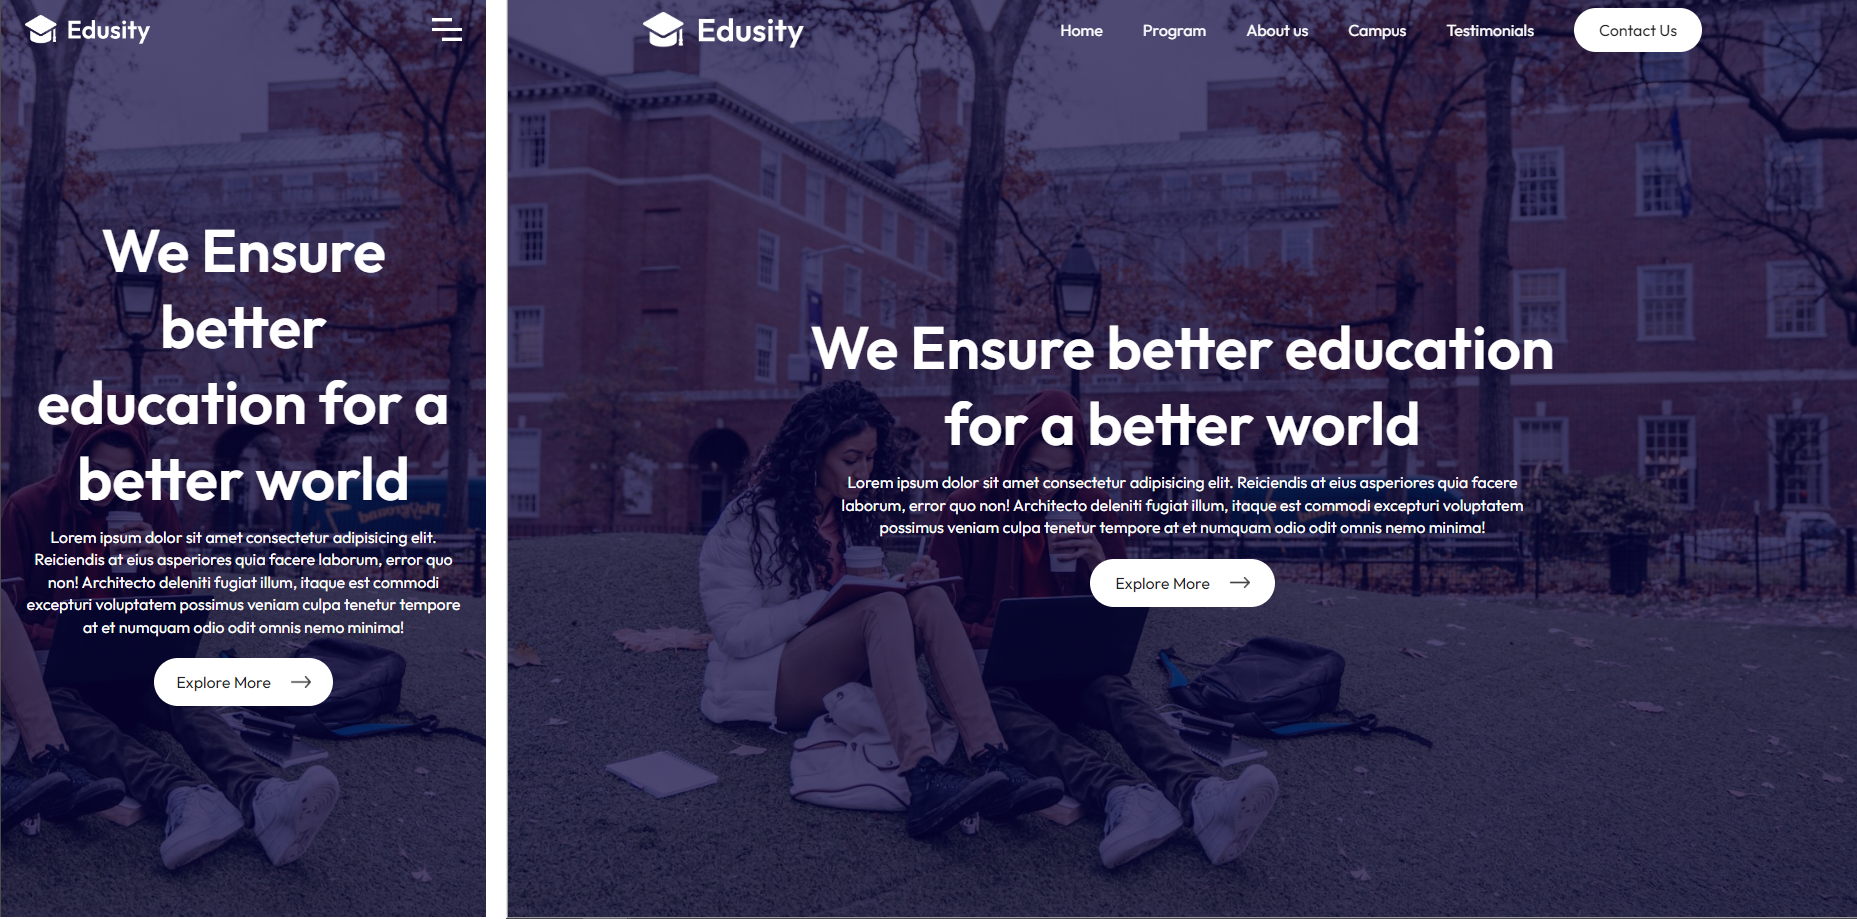 Edusity
We Ensure
better
education for a
better world
Lorem ipsum dolor sit amet consectetur adipisicing elit.
Reiciendis at eius asperiores quia facere laborum, error quo
non! Architecto deleniti fugiat illum, itaque est commodi
excepturi voluptatem possimus veniam culpa tenetur tempore
at et numquam odio odit omnis nemo minima!
Explore More
Edusity
Home Program About us Campus Testimonials Contact Us
We Ensure better education
for a better world
Lorem ipsum dolor sit amet consectetur adipisicing elit. Reiciendis at eius asperiores quia facere
laborum, error quo non! Architecto deleniti fugiat illum, itaque est commodi excepturi voluptatem
possimus veniam culpa tenetur tempore at et numquam odio odit omnis nemo minima!
Explore More